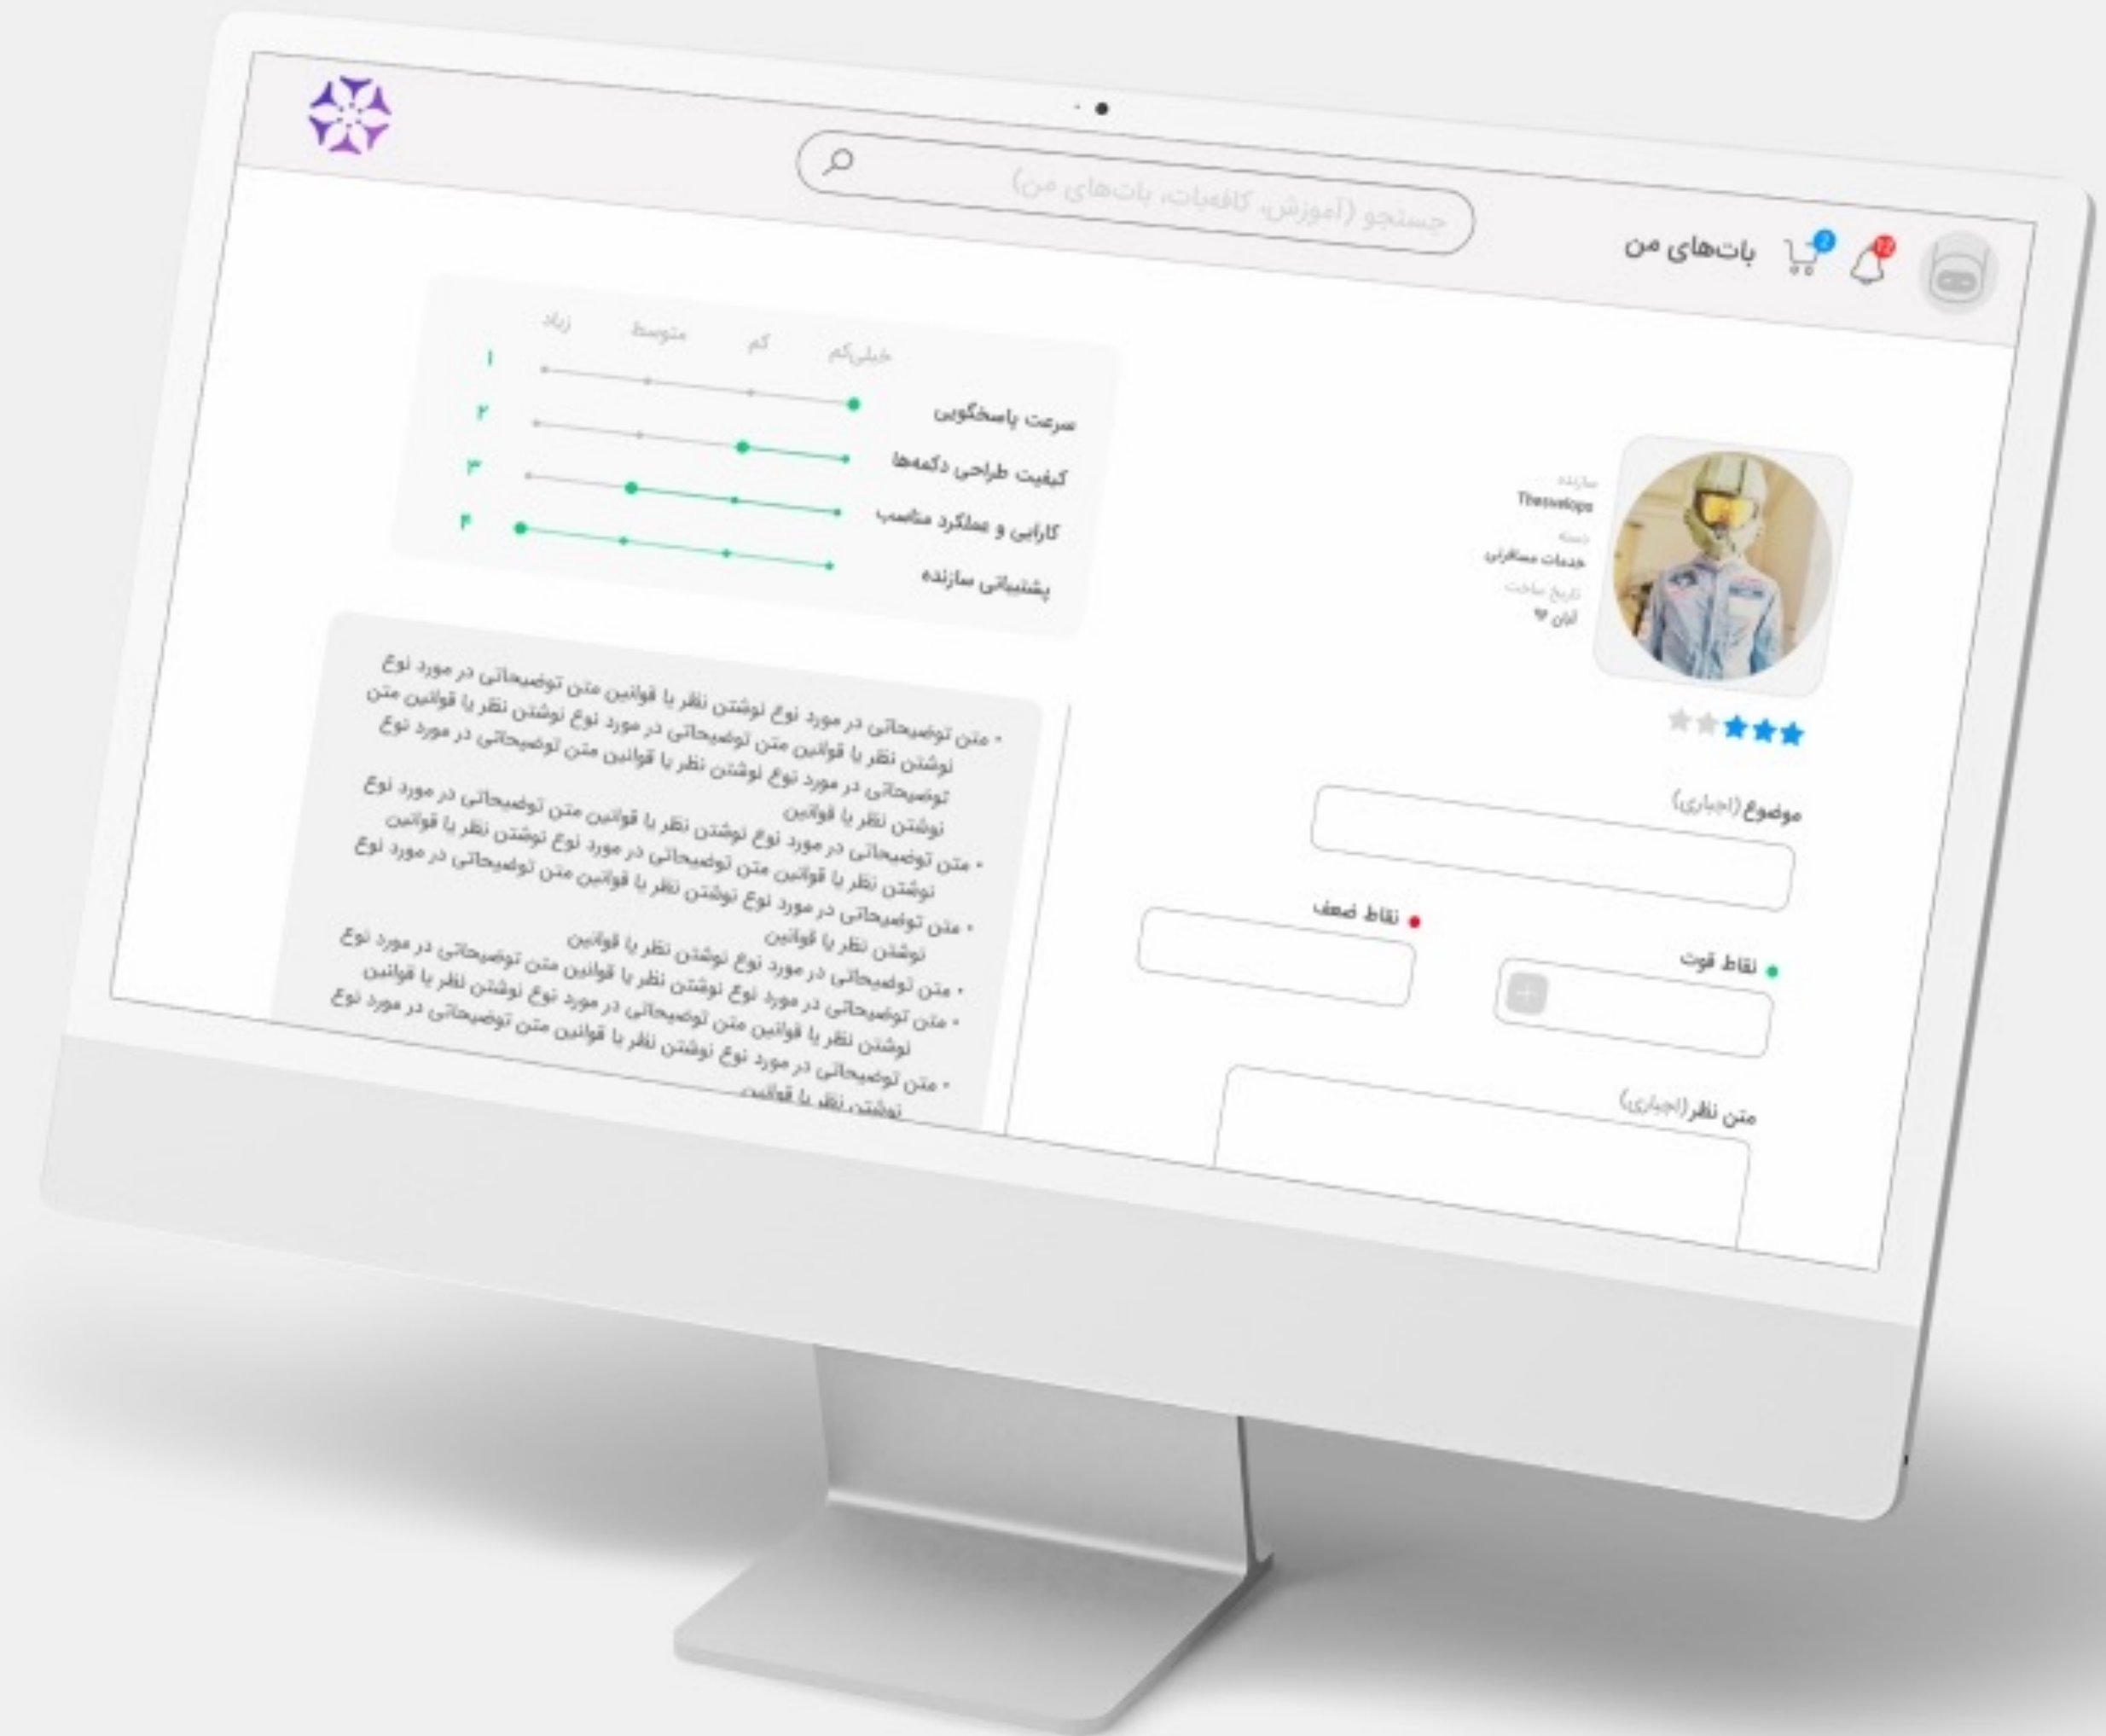 بات‌های من
2
12
جستجو (آموزش، کافه‌بات، بات‌های من)
سازنده
Thesvelops
دسته
خدمات مسافرتی
تاریخ ساخت
آبان
موضوع (اجباری)
نقاط قوت
نقاط ضعف
متن نظر (اجباری)
خیلی‌کم کم متوسط زیاد
سرعت پاسخگویی ۱
کیفیت طراحی دکمه‌ها ۲
کارایی و عملکرد مناسب ۳
پشتیبانی سازنده ۴
• متن توضیحاتی در مورد نوع نوشتن نظر یا قوانین متن توضیحاتی در مورد نوع
نوشتن نظر یا قوانین متن توضیحاتی در مورد نوع نوشتن نظر یا قوانین متن
توضیحاتی در مورد نوع نوشتن نظر یا قوانین متن توضیحاتی در مورد نوع
نوشتن نظر یا قوانین
• متن توضیحاتی در مورد نوع نوشتن نظر یا قوانین متن توضیحاتی در مورد نوع
نوشتن نظر یا قوانین متن توضیحاتی در مورد نوع نوشتن نظر یا قوانین
• متن توضیحاتی در مورد نوع نوشتن نظر یا قوانین متن توضیحاتی در مورد نوع
نوشتن نظر یا قوانین
• متن توضیحاتی در مورد نوع نوشتن نظر یا قوانین
• متن توضیحاتی در مورد نوع نوشتن نظر یا قوانین متن توضیحاتی در مورد نوع
نوشتن نظر یا قوانین متن توضیحاتی در مورد نوع نوشتن نظر یا قوانین
• متن توضیحاتی در مورد نوع نوشتن نظر یا قوانین متن توضیحاتی در مورد نوع
نوشتن نظر یا قوانین